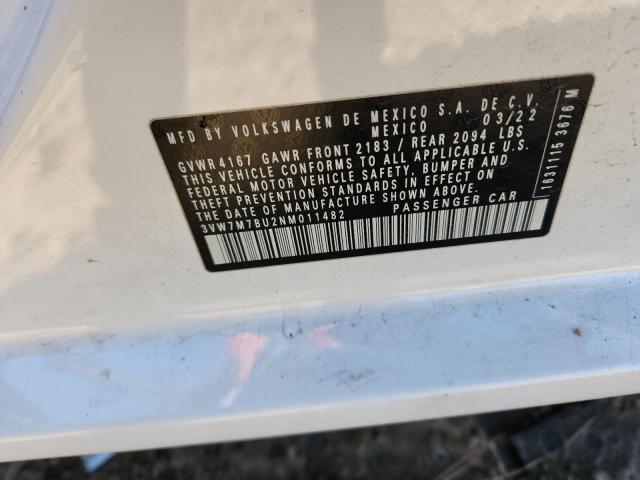 MFD BY VOLKSWAGEN DE MEXICO S.A. DE C.V.
MEXICO 03/22
GVWR 4167 GAWR FRONT 2183 / REAR 2094 LBS
THIS VEHICLE CONFORMS TO ALL APPLICABLE U.S.
FEDERAL MOTOR VEHICLE SAFETY, BUMPER AND
THEFT PREVENTION STANDARDS IN EFFECT ON
THE DATE OF MANUFACTURE SHOWN ABOVE.
3VW7M7BU2NM011482 PASSENGER CAR
1631115 3676 M